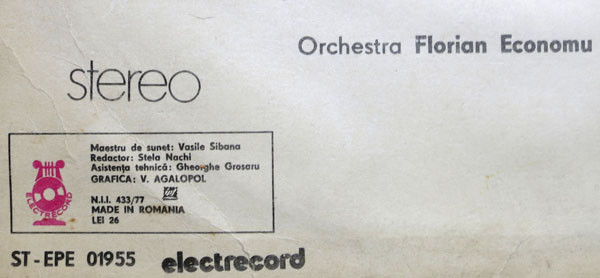 Orchestra Florian Economu
stereo
Maestru de sunet: Vasile Sibana
Redactor: Stela Nachi
Asistența tehnică: Gheorghe Grosaru
GRAFICA: V. AGALOPOL
N.I.I. 433/77
MADE IN ROMANIA
LEI 26
ELECTRECORD
ST-EPE 01955 electrecord